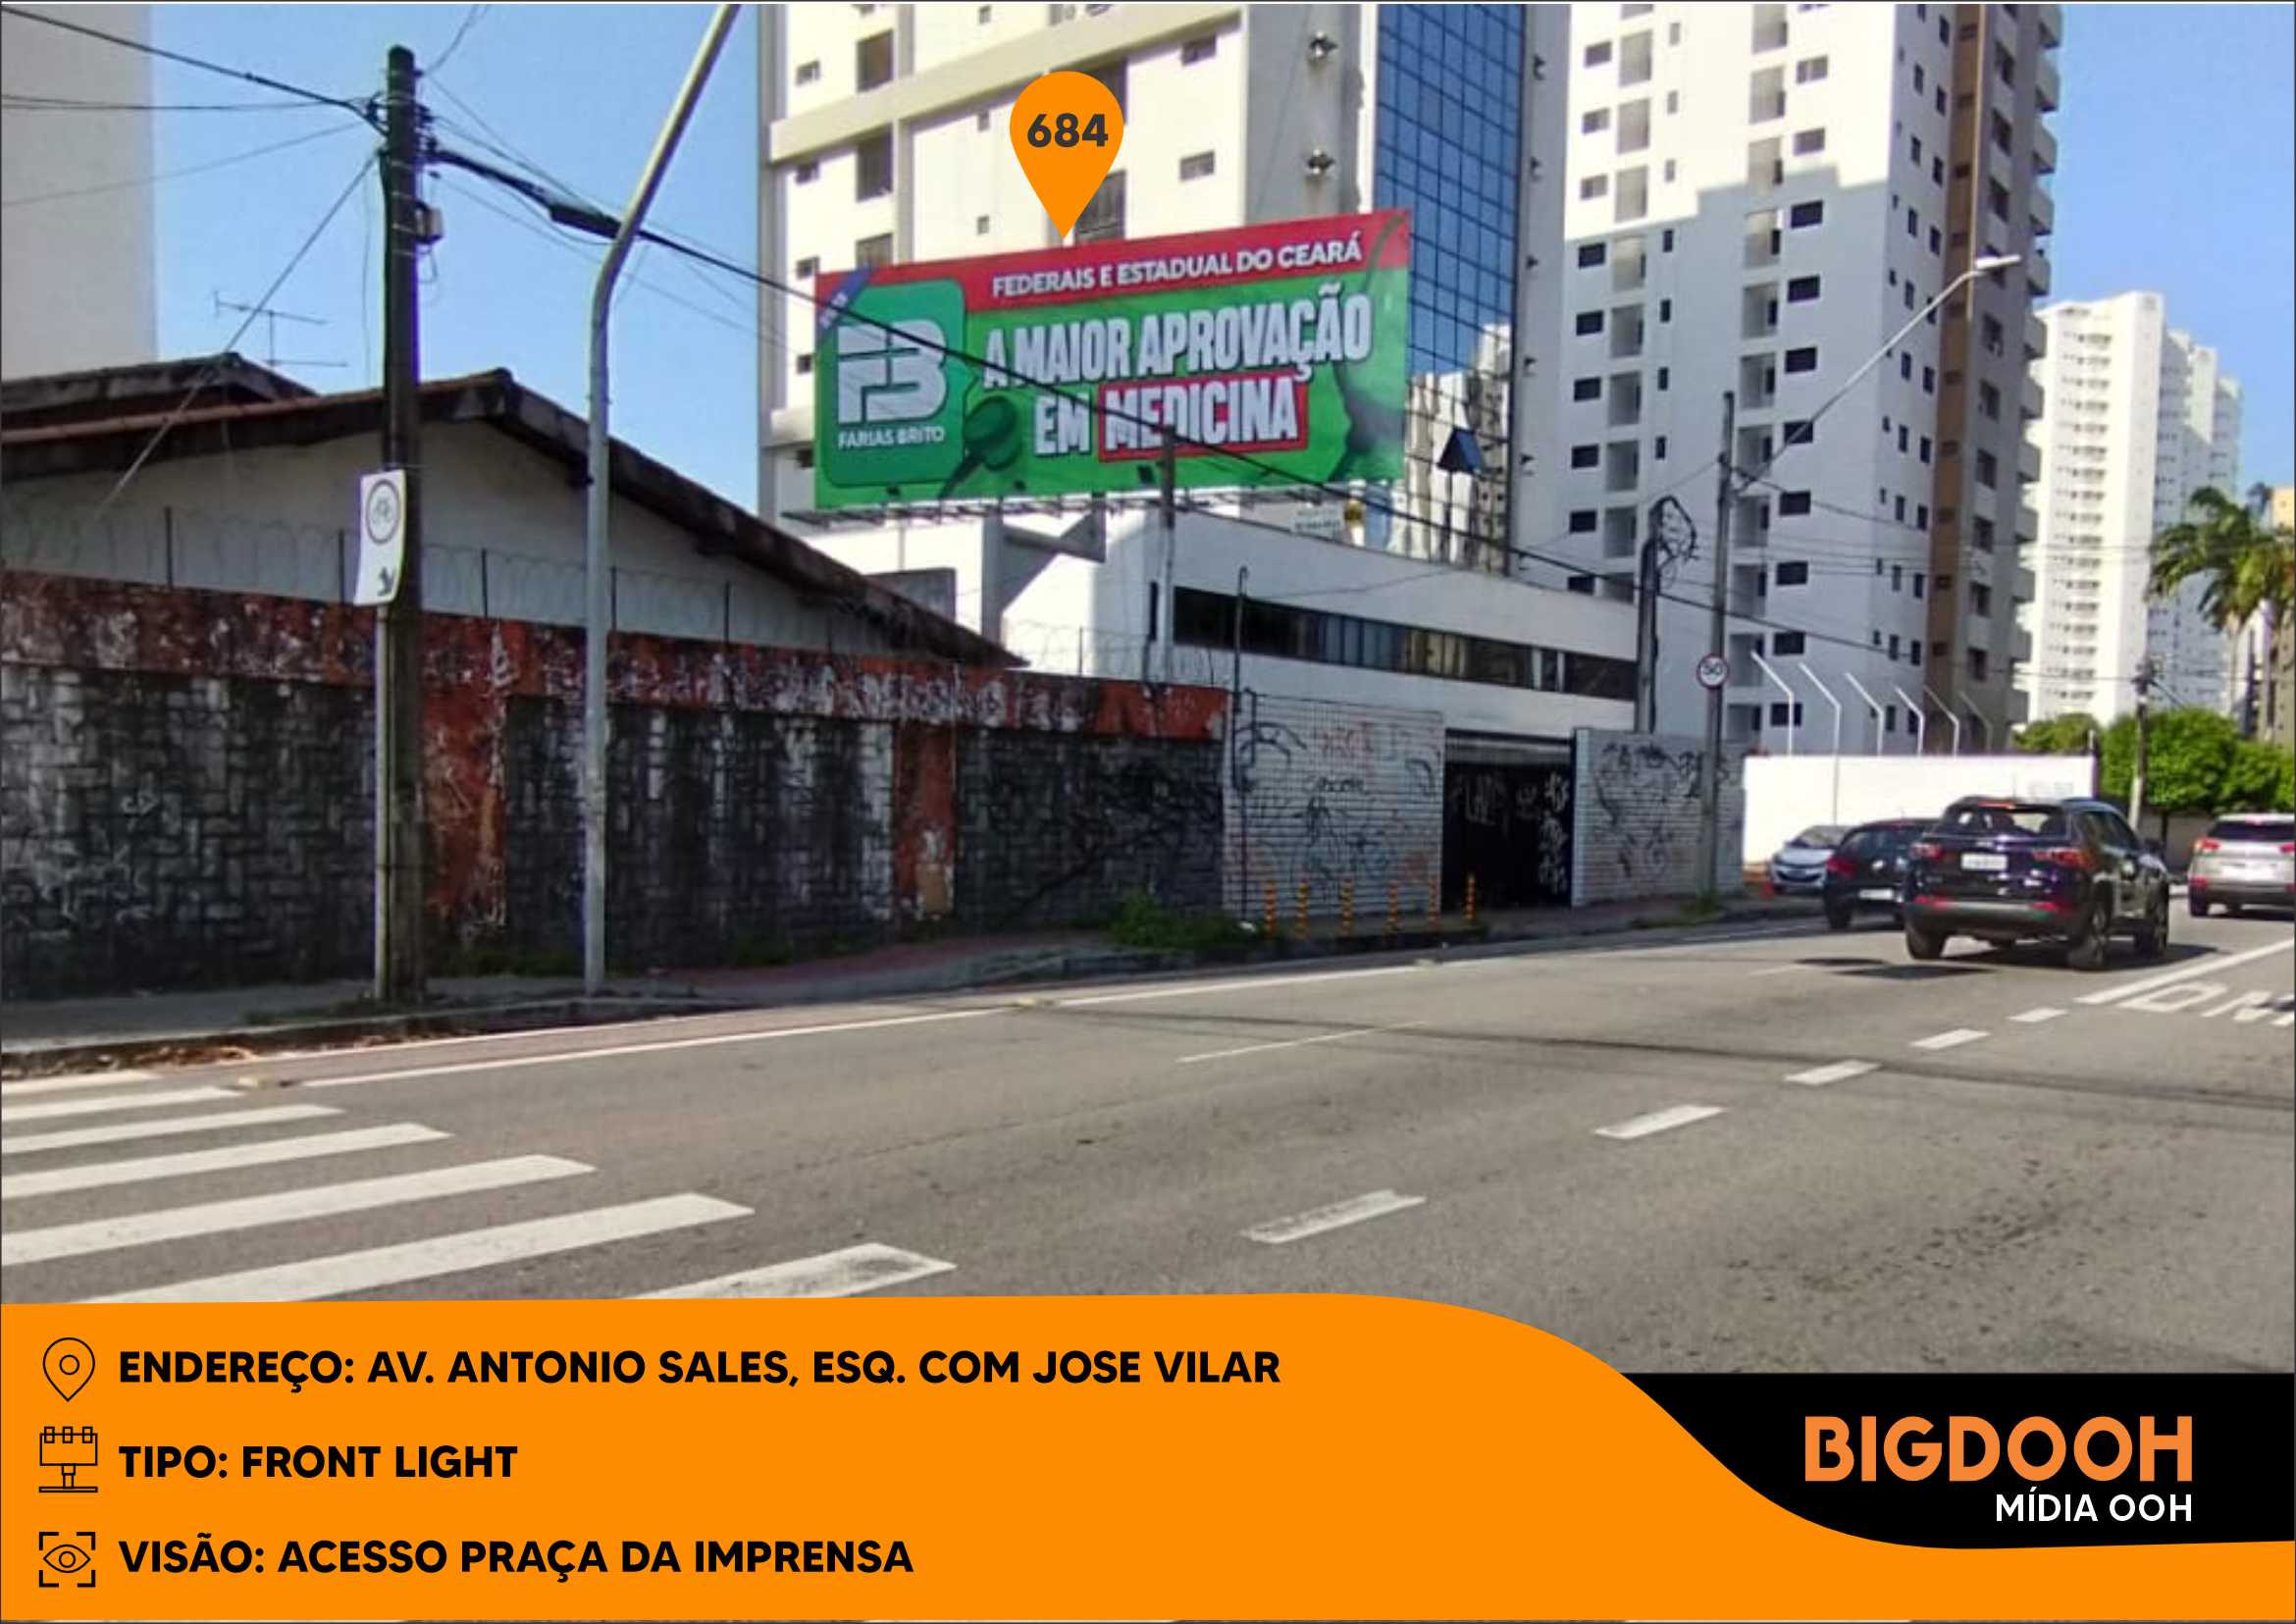 684
FEDERAIS E ESTADUAL DO CEARÁ
FB
FARIAS BRITO
A MAIOR APROVAÇÃO
EM MEDICINA
50
ENDEREÇO: AV. ANTONIO SALES, ESQ. COM JOSE VILAR
TIPO: FRONT LIGHT
VISÃO: ACESSO PRAÇA DA IMPRENSA
BIGDOOH
MÍDIA OOH